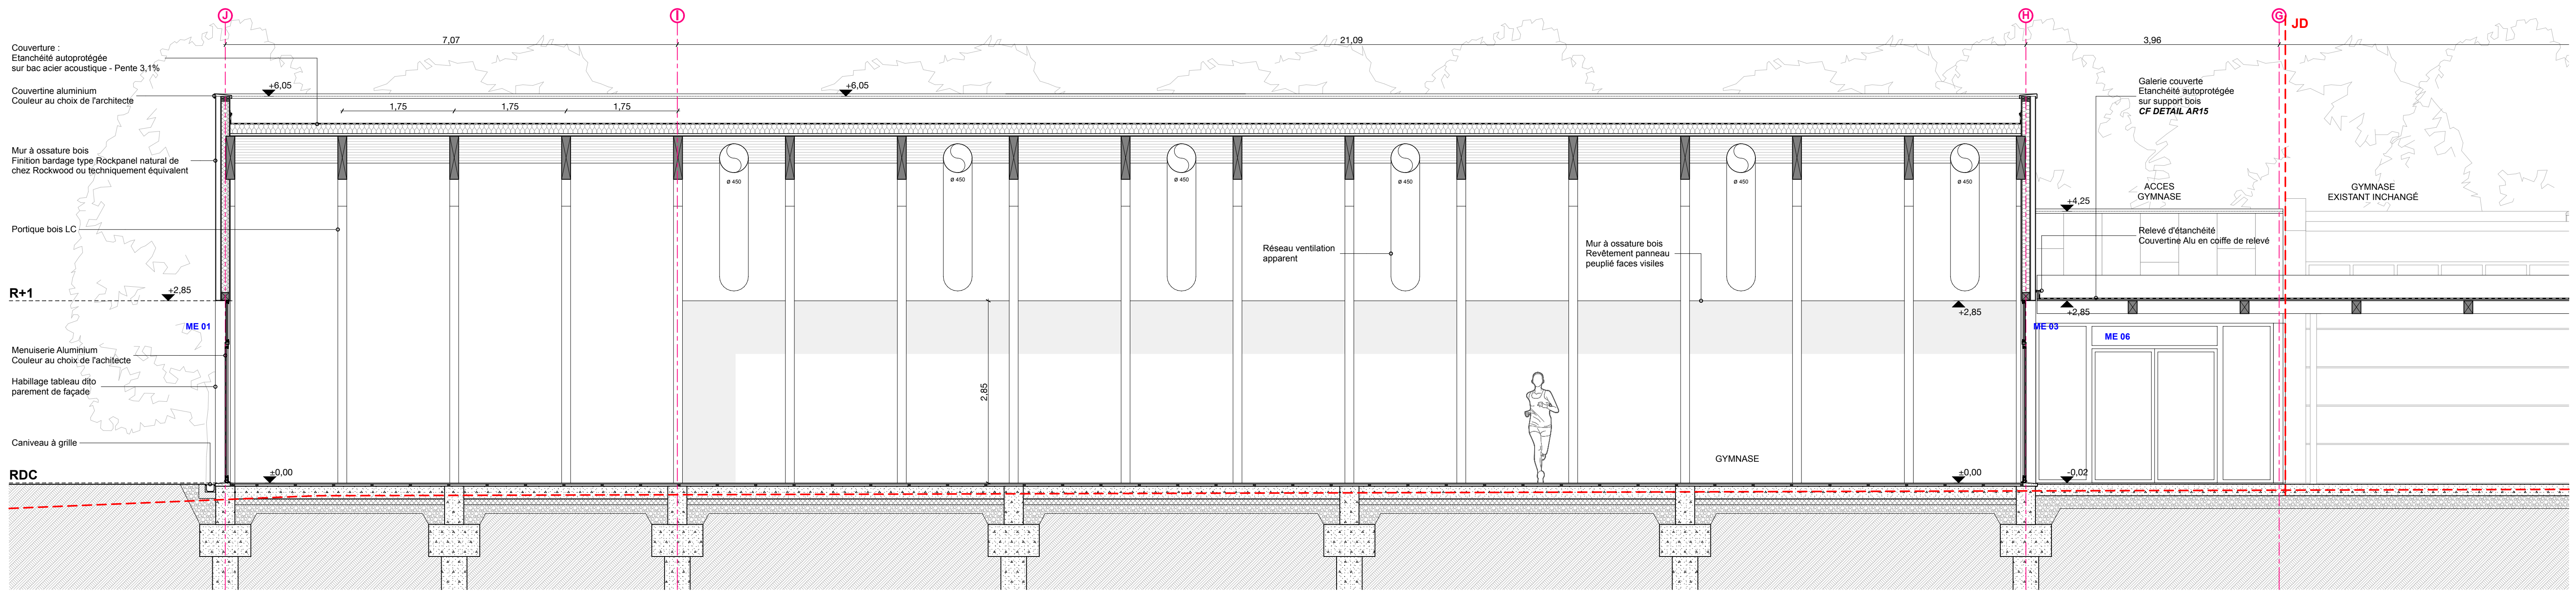 J
I
H
G
JD
7,07
21,09
3,96
Couverture :
Etanchéité autoprotégée
sur bac acier acoustique - Pente 3,1%
Couvertine aluminium
Couleur au choix de l'architecte
+6,05
+6,05
1,75
1,75
1,75
Galerie couverte
Etanchéité autoprotégée
sur support bois
CF DETAIL AR15
Mur à ossature bois
Finition bardage type Rockpanel natural de
chez Rockwood ou techniquement équivalent
ø 450
ø 450
ø 450
ø 450
ø 450
ø 450
ACCES
GYMNASE
GYMNASE
EXISTANT INCHANGÉ
+4,25
Portique bois LC
Réseau ventilation
apparent
Mur à ossature bois
Revêtement panneau
peuplié faces visiles
Relevé d'étanchéité
Couvertine Alu en coiffe de relevé
R+1
+2,85
+2,85
+2,85
ME 01
ME 03
ME 06
Menuiserie Aluminium
Couleur au choix de l'achitecte
Habillage tableau dito
parement de façade
2,85
Caniveau à grille
GYMNASE
RDC
±0,00
±0,00
-0,02